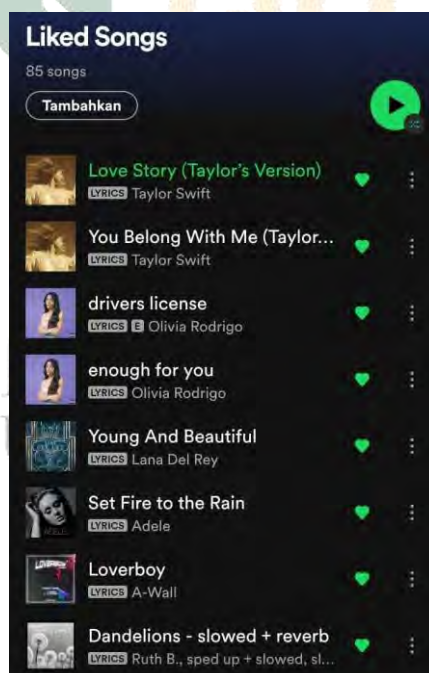 Liked Songs
85 songs
Tambahkan
Love Story (Taylor's Version)
LYRICS Taylor Swift
You Belong With Me (Taylor...
LYRICS Taylor Swift
drivers license
LYRICS E Olivia Rodrigo
enough for you
LYRICS Olivia Rodrigo
Young And Beautiful
LYRICS Lana Del Rey
Set Fire to the Rain
LYRICS Adele
Loverboy
LYRICS A-Wall
Dandelions - slowed + reverb
LYRICS Ruth B., sped up + slowed, sl...